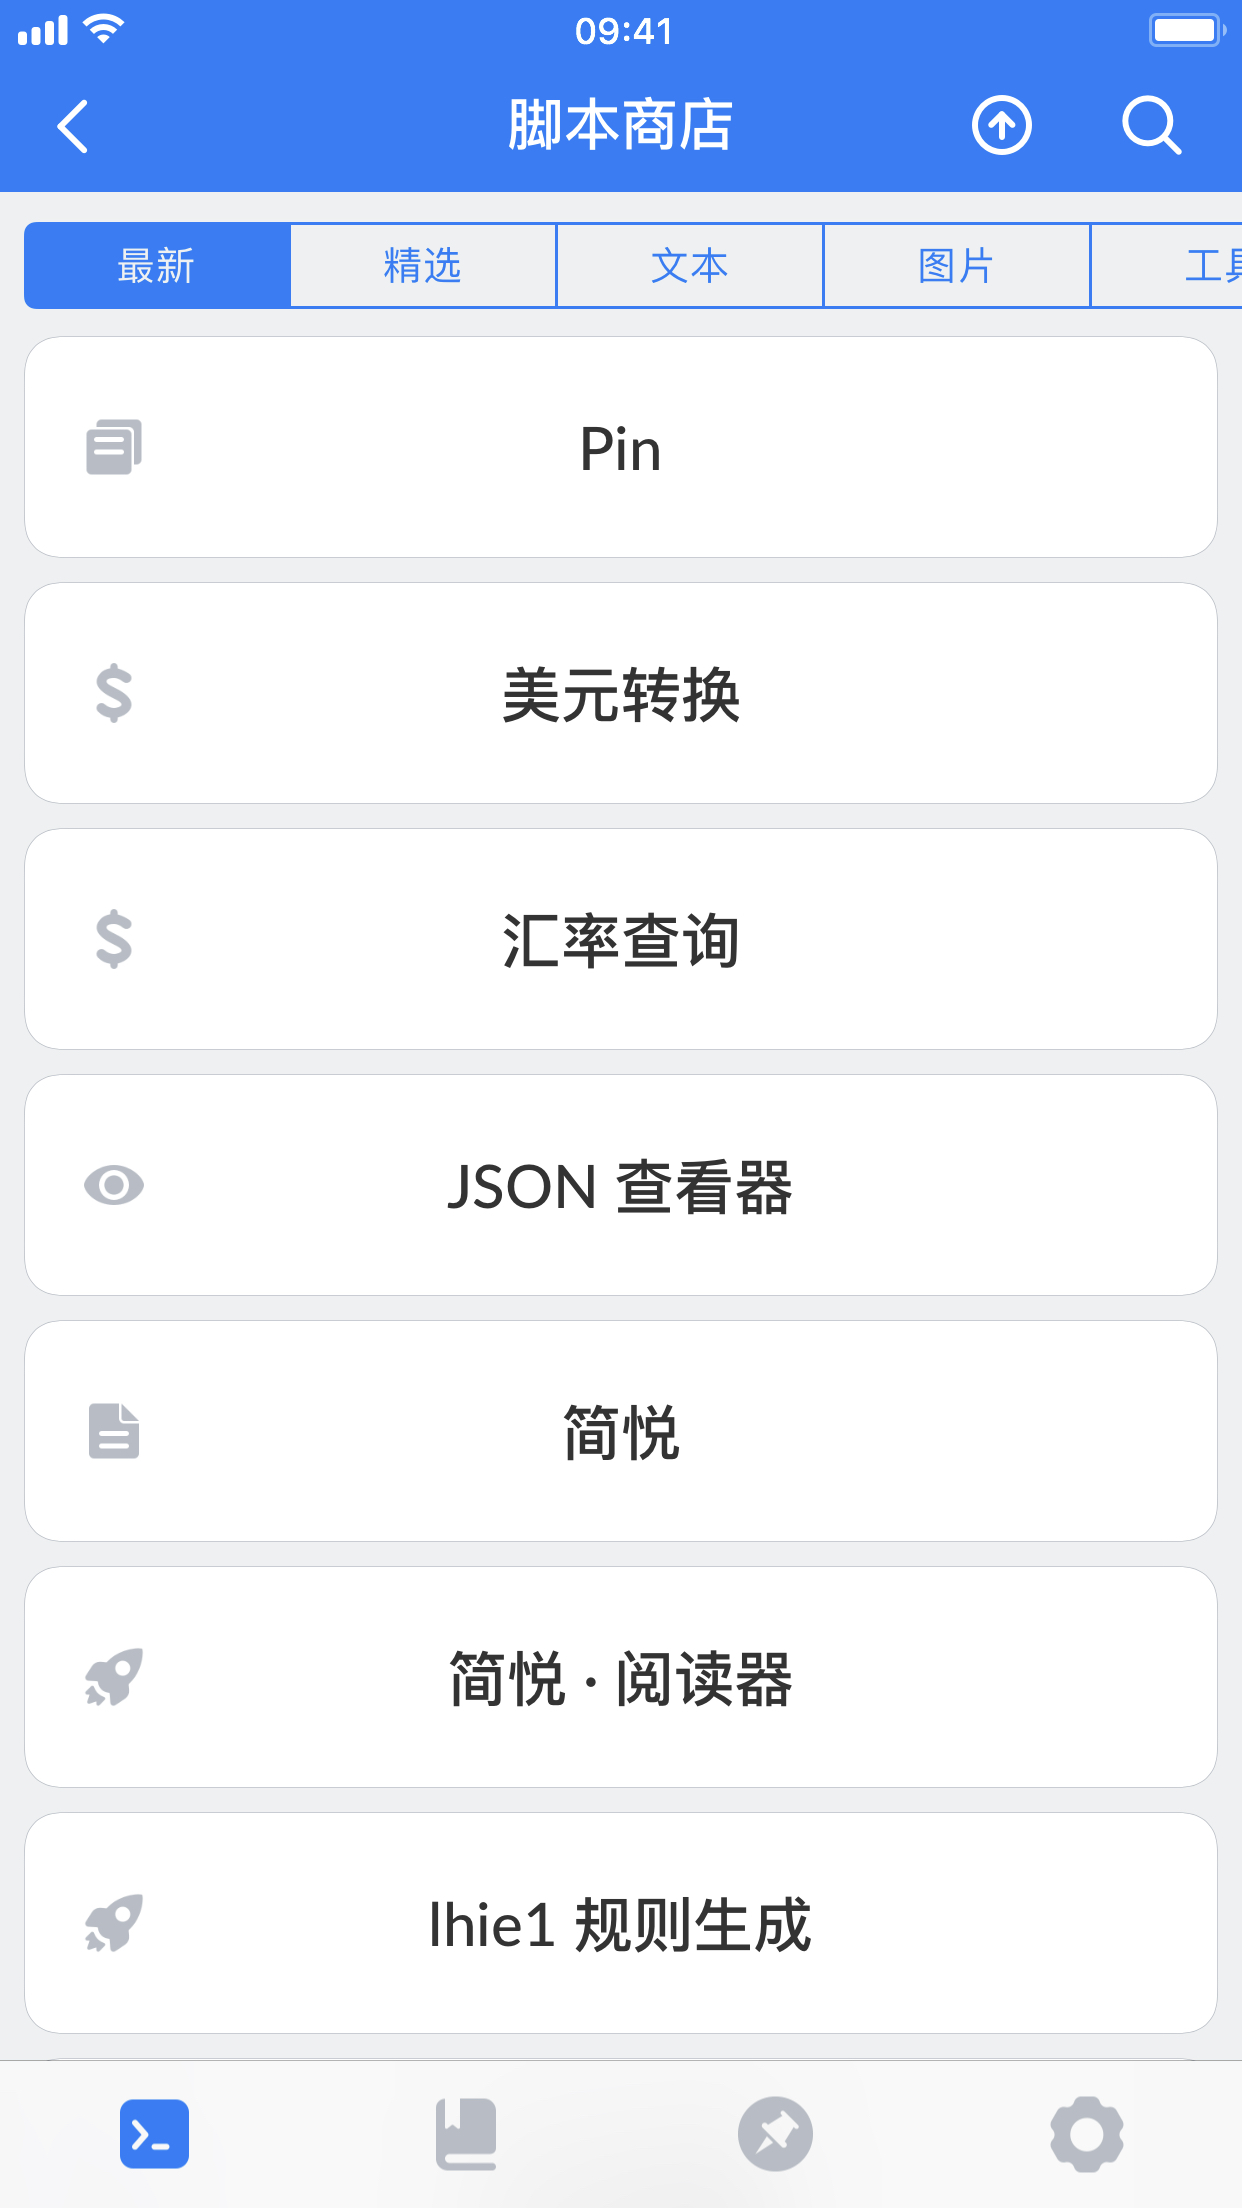 09:41
脚本商店
最新 精选 文本 图片 工具
Pin
美元转换
汇率查询
JSON 查看器
简悦
简悦 · 阅读器
lhie1 规则生成